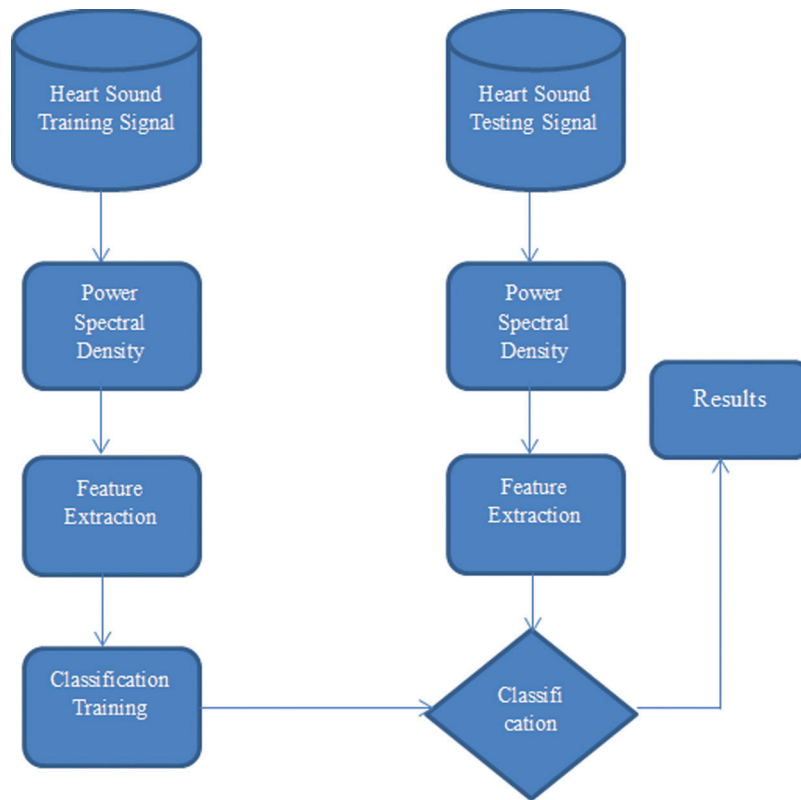 Heart Sound
Training Signal
Heart Sound
Testing Signal
Power
Spectral
Density
Power
Spectral
Density
Results
Feature
Extraction
Feature
Extraction
Classification
Training
Classifi
cation